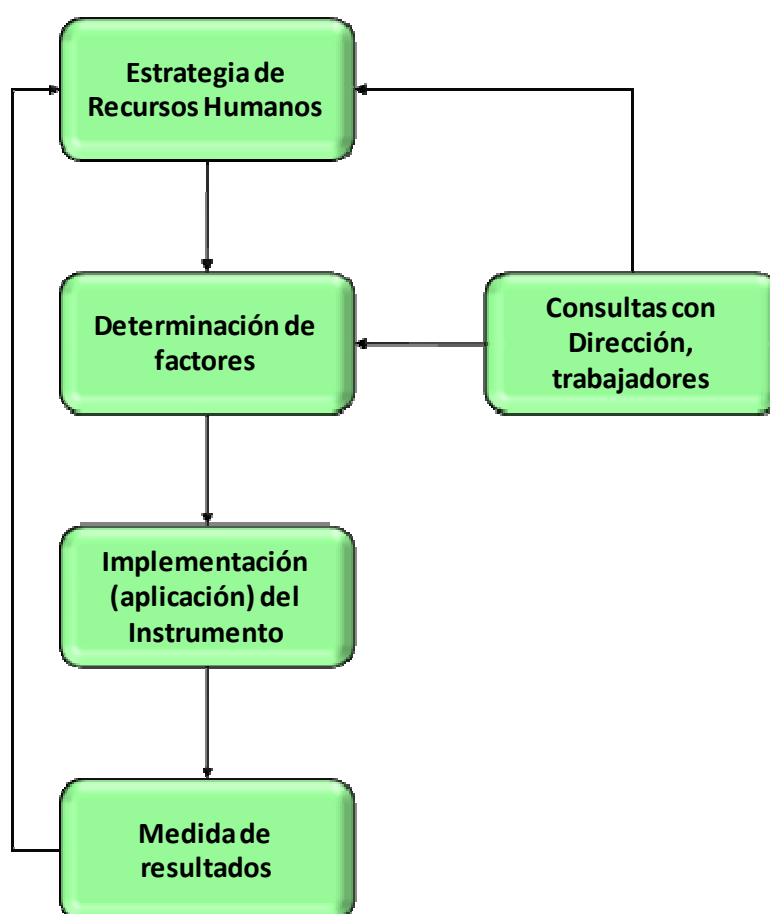 Estrategia de
Recursos Humanos
Determinación de
factores
Consultas con
Dirección,
trabajadores
Implementación
(aplicación) del
Instrumento
Medida de
resultados